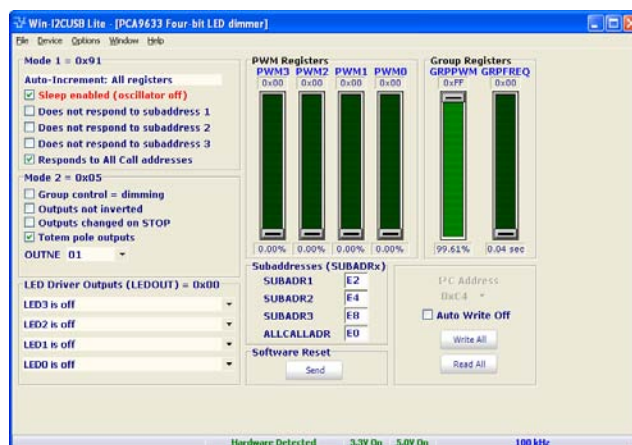 Win-I2CUSB Lite - [PCA9633 Four-bit LED dimmer]
File Device Options Window Help
Mode 1 = 0x91
Auto-Increment: All registers
Sleep enabled (oscillator off)
Does not respond to subaddress 1
Does not respond to subaddress 2
Does not respond to subaddress 3
Responds to All Call addresses
Mode 2 = 0x05
Group control = dimming
Outputs not inverted
Outputs changed on STOP
Totem pole outputs
OUTNE 01
LED Driver Outputs (LEDOUT) = 0x00
LED3 is off
LED2 is off
LED1 is off
LED0 is off
PWM Registers
PWM3 PWM2 PWM1 PWM0
0x00 0x00 0x00 0x00
0.00% 0.00% 0.00% 0.00%
Group Registers
GRPPWM GRPFREQ
0xFF 0x00
99.61% 0.04 sec
Subaddresses (SUBADRx)
SUBADR1 E2
SUBADR2 E4
SUBADR3 E8
ALLCALLADR E0
Software Reset
Send
I²C Address
0xC4
Auto Write Off
Write All
Read All
Hardware Detected 3.3V On 5.0V On 100 kHz